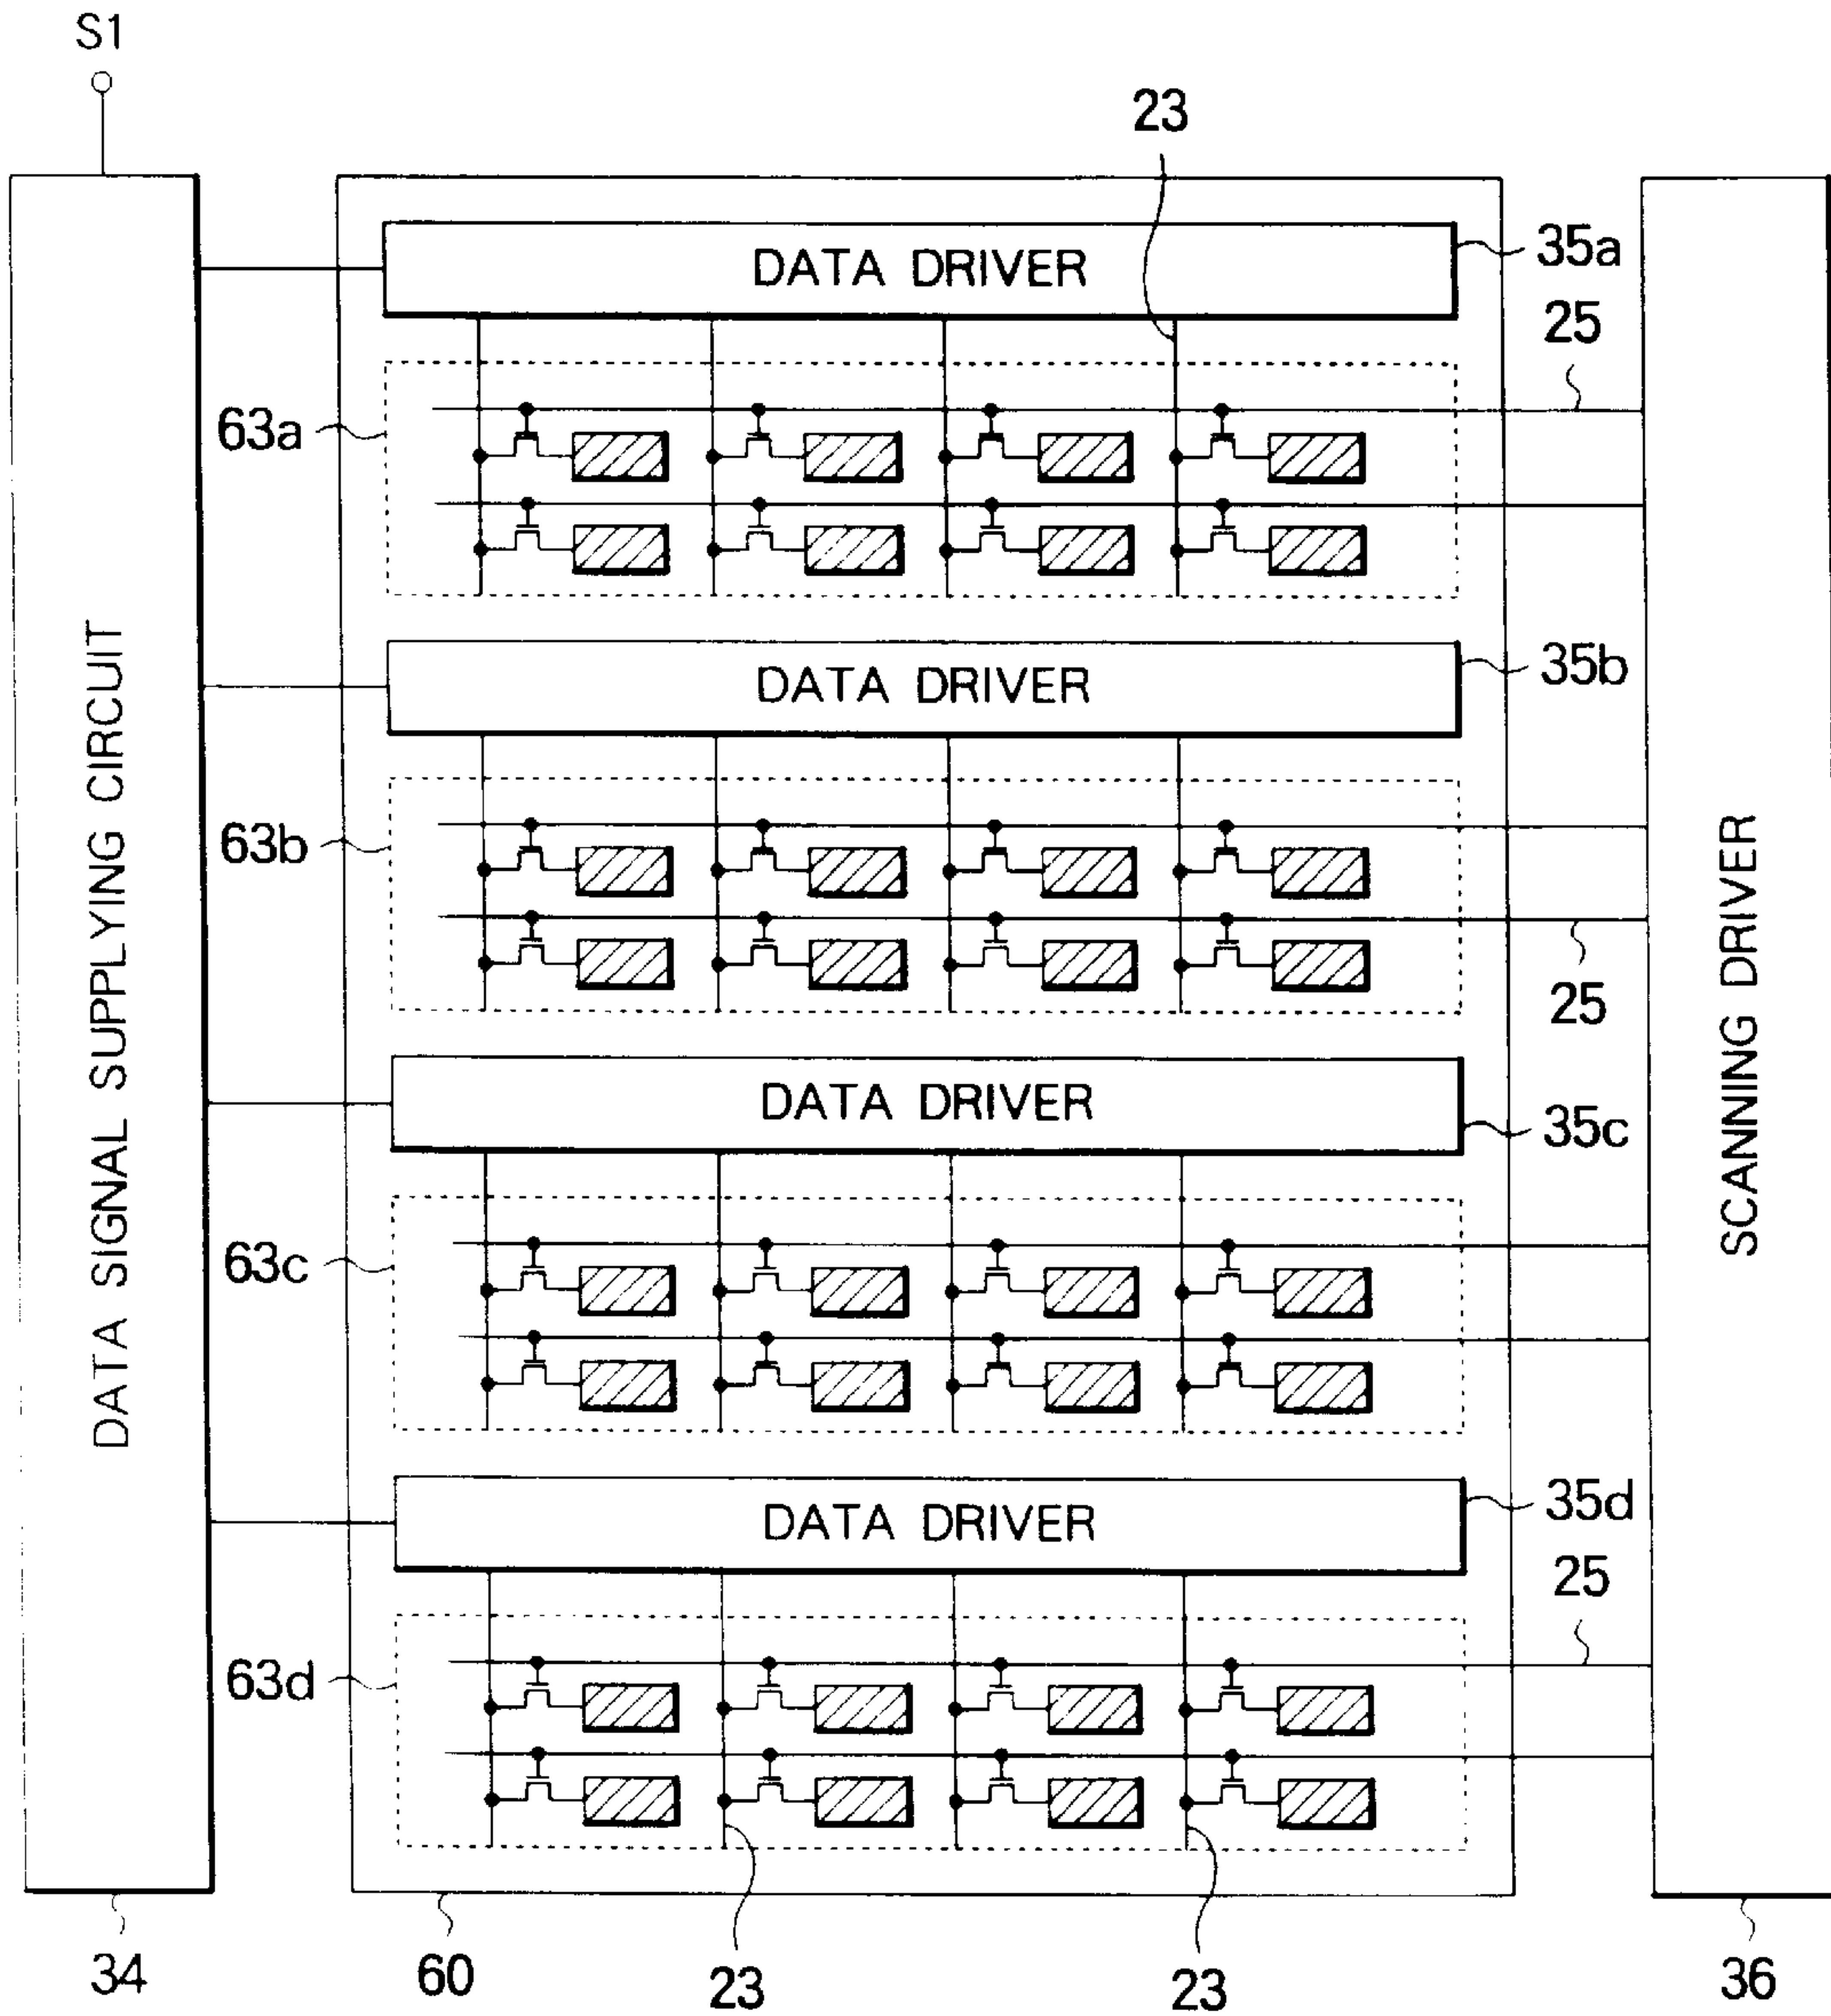 S1
23
DATA DRIVER
35a
25
63a
DATA DRIVER
35b
63b
25
DATA SIGNAL SUPPLYING CIRCUIT
SCANNING DRIVER
DATA DRIVER
35c
63c
DATA DRIVER
35d
25
63d
34
60
23
23
36